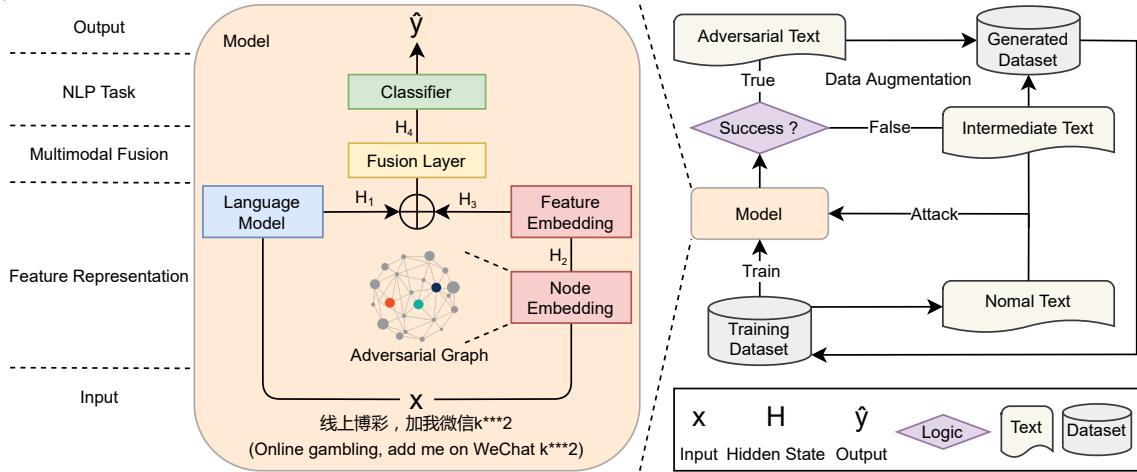 Output
NLP Task
Multimodal Fusion
Feature Representation
Input
Model
ŷ
Classifier
H4
Fusion Layer
Language
Model
H1
H3
Feature
Embedding
H2
Node
Embedding
Adversarial Graph
x
线上博彩，加我微信k***2
(Online gambling, add me on WeChat k***2)
Adversarial Text
Generated
Dataset
True
Data Augmentation
Success ?
False
Intermediate Text
Model
Attack
Train
Training
Dataset
Nomal Text
x
H
ŷ
Input
Hidden State
Output
Logic
Text
Dataset